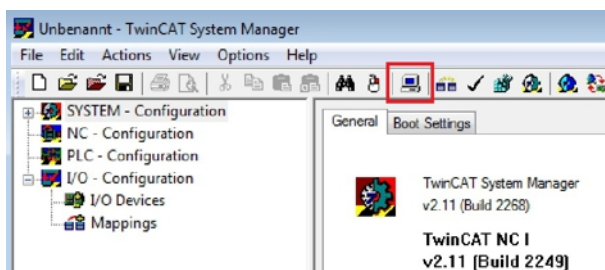 Unbenannt - TwinCAT System Manager
File Edit Actions View Options Help
SYSTEM - Configuration
NC - Configuration
PLC - Configuration
I/O - Configuration
I/O Devices
Mappings
General Boot Settings
TwinCAT System Manager
v2.11 (Build 2268)
TwinCAT NC I
v2.11 (Build 2249)